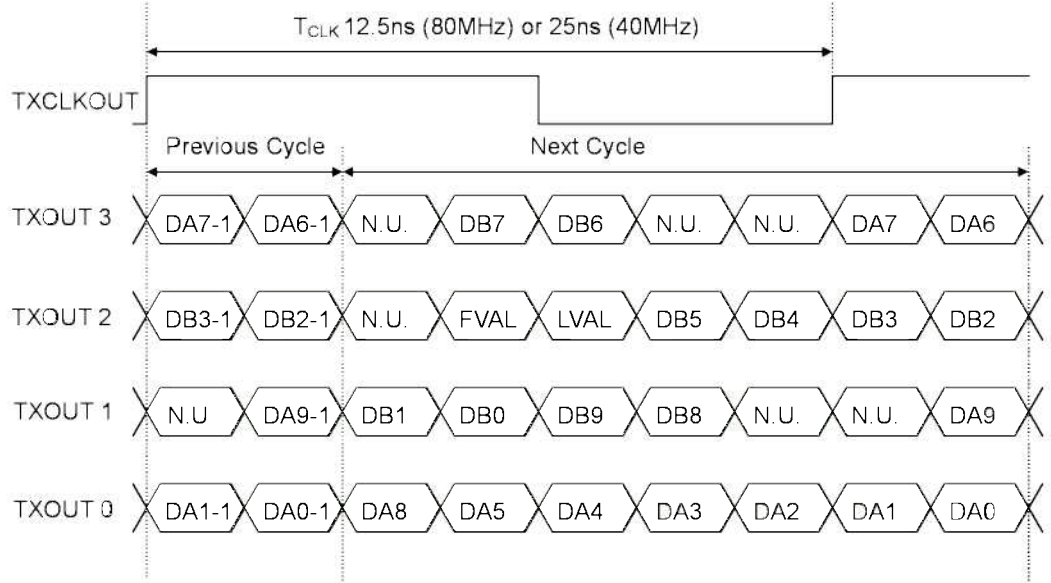 T_CLK 12.5ns (80MHz) or 25ns (40MHz)
TXCLKOUT
Previous Cycle Next Cycle
TXOUT 3 DA7-1 DA6-1 N.U. DB7 DB6 N.U. N.U. DA7 DA6
TXOUT 2 DB3-1 DB2-1 N.U. FVAL LVAL DB5 DB4 DB3 DB2
TXOUT 1 N.U DA9-1 DB1 DB0 DB9 DB8 N.U. N.U. DA9
TXOUT 0 DA1-1 DA0-1 DA8 DA5 DA4 DA3 DA2 DA1 DA0